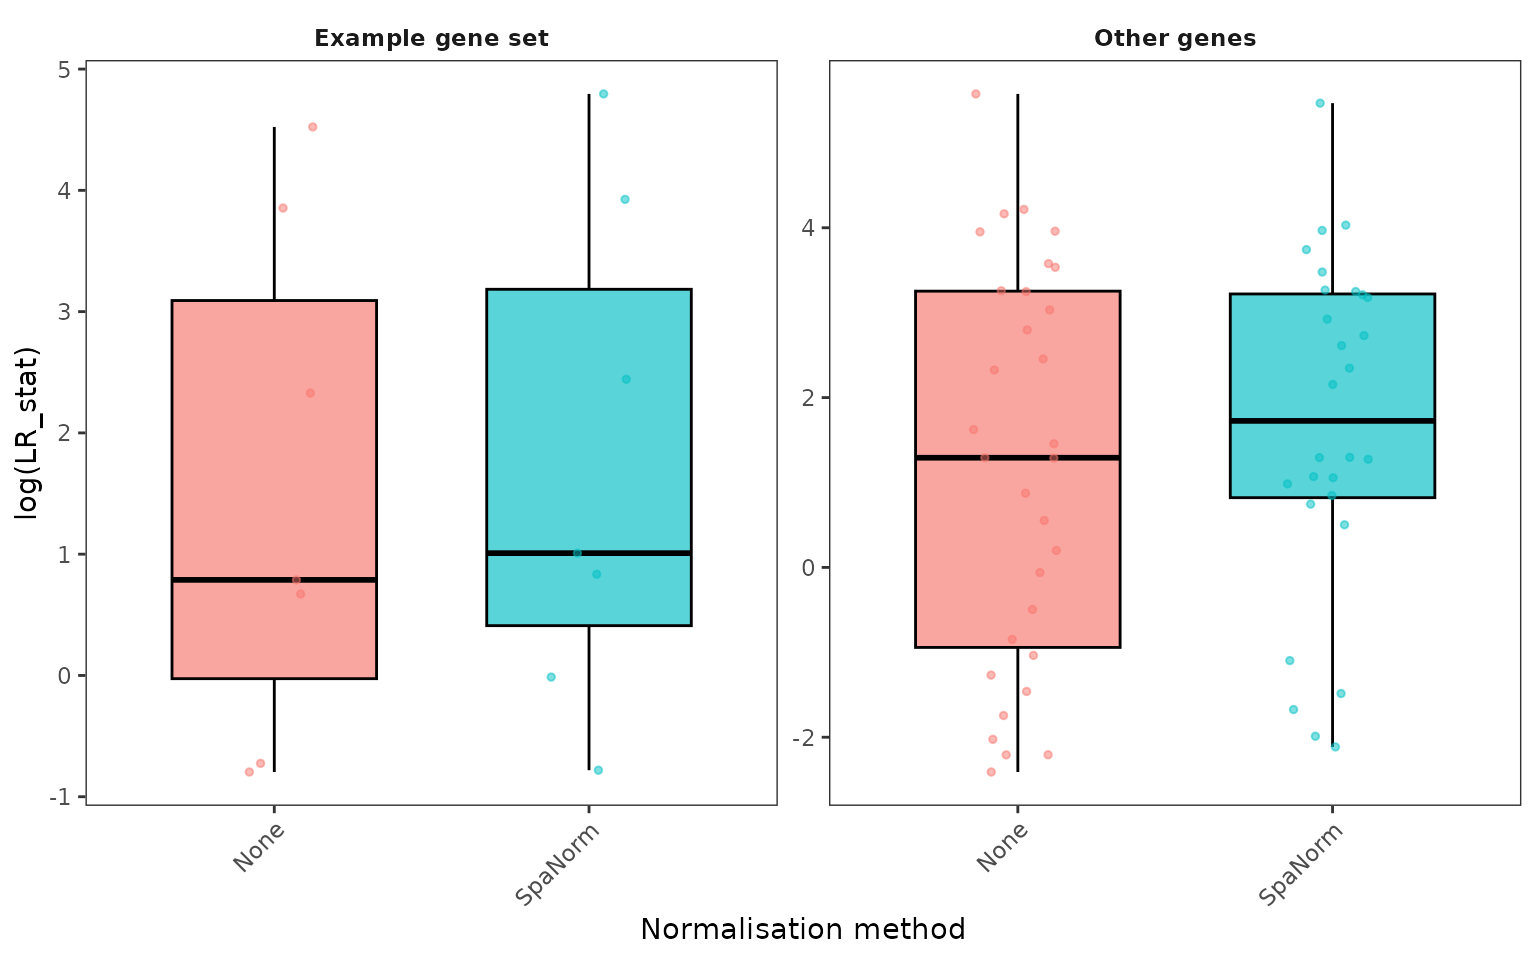 Example gene set
Other genes
log(LR_stat)
5
4
3
2
1
0
-1
4
2
0
-2
None
SpaNorm
None
SpaNorm
Normalisation method